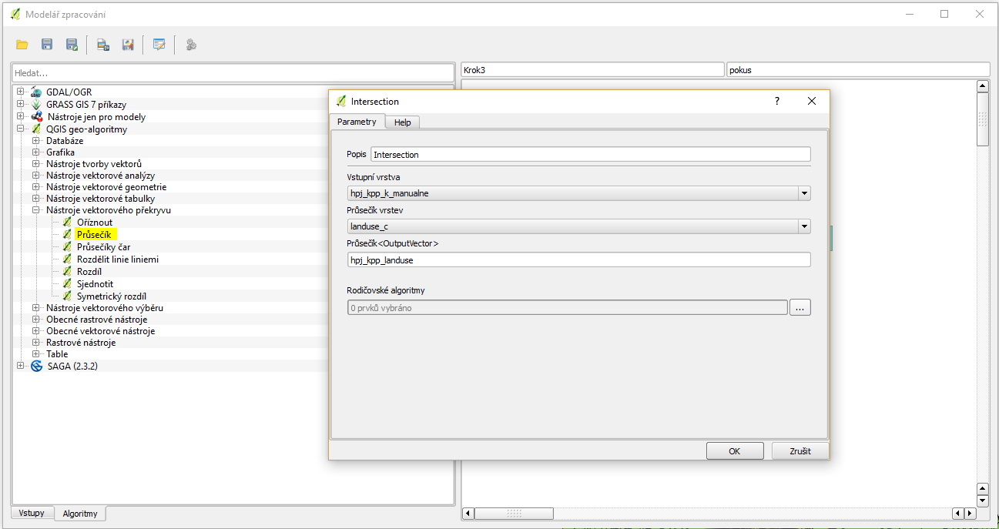 Modelář zpracování
Hledat...
Krok3
pokus
GDAL/OGR
GRASS GIS 7 příkazy
Nástroje jen pro modely
QGIS geo-algoritmy
Databáze
Grafika
Nástroje tvorby vektorů
Nástroje vektorové analýzy
Nástroje vektorové geometrie
Nástroje vektorové tabulky
Nástroje vektorového překryvu
Oříznout
Průsečík
Průsečíky čar
Rozdělit linie liniemi
Rozdíl
Sjednotit
Symetrický rozdíl
Nástroje vektorového výběru
Obecné rastrové nástroje
Obecné vektorové nástroje
Rastrové nástroje
Table
SAGA (2.3.2)
Vstupy
Algoritmy
Intersection
?
Parametry
Help
Popis
Intersection
Vstupní vrstva
hpj_kpp_k_manualne
Průsečík vrstev
landuse_c
Průsečík<OutputVector>
hpj_kpp_landuse
Rodičovské algoritmy
0 prvků vybráno
...
OK
Zrušit